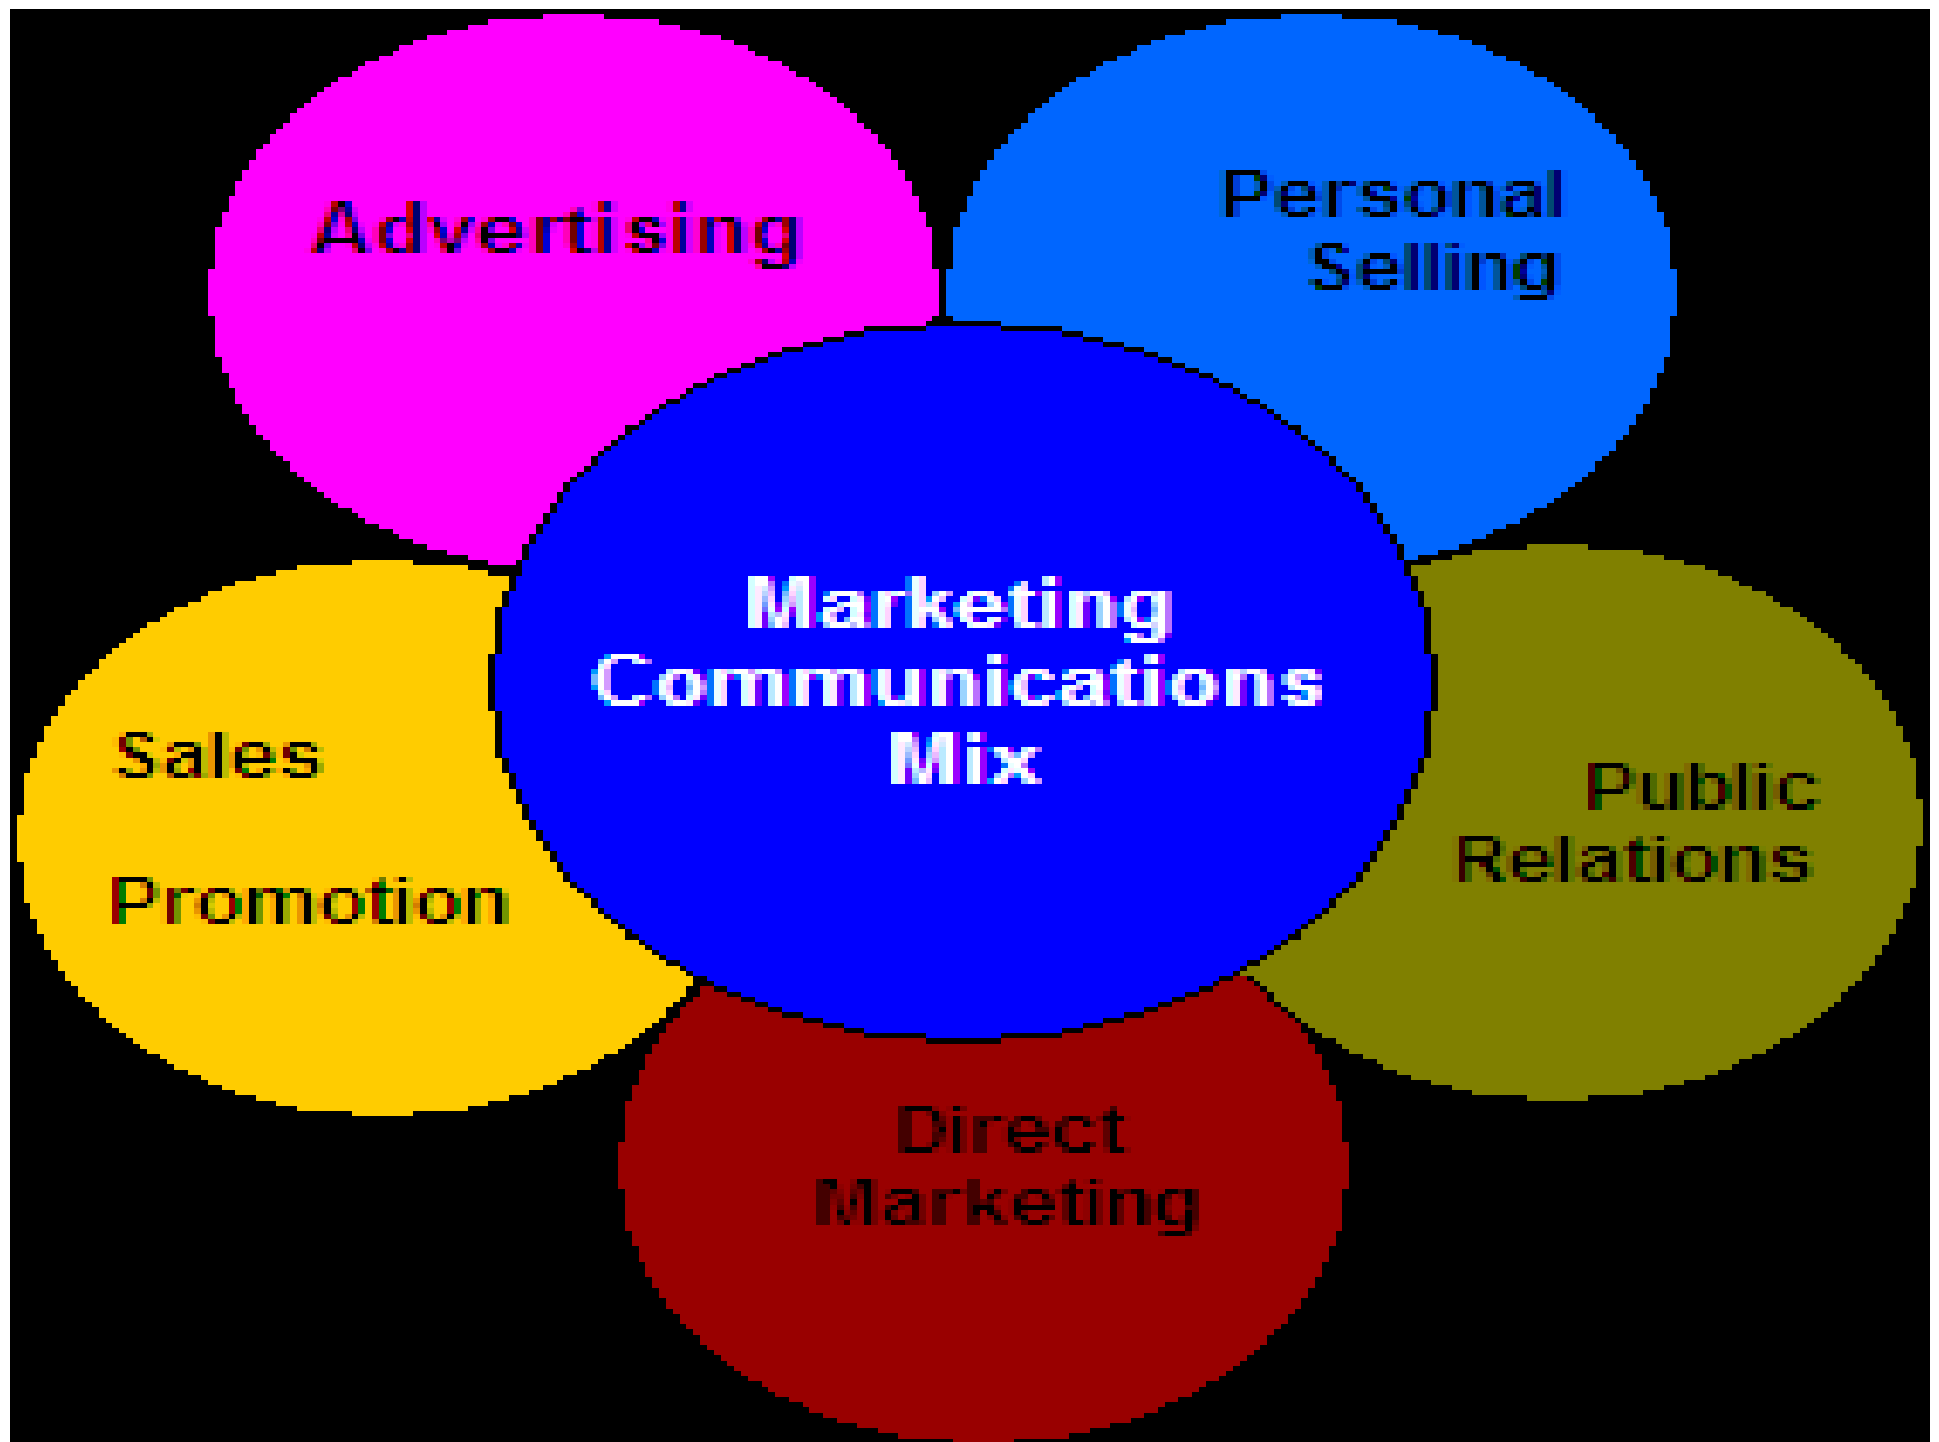 Advertising
Personal
Selling
Marketing
Communications
Mix
Sales
Promotion
Public
Relations
Direct
Marketing